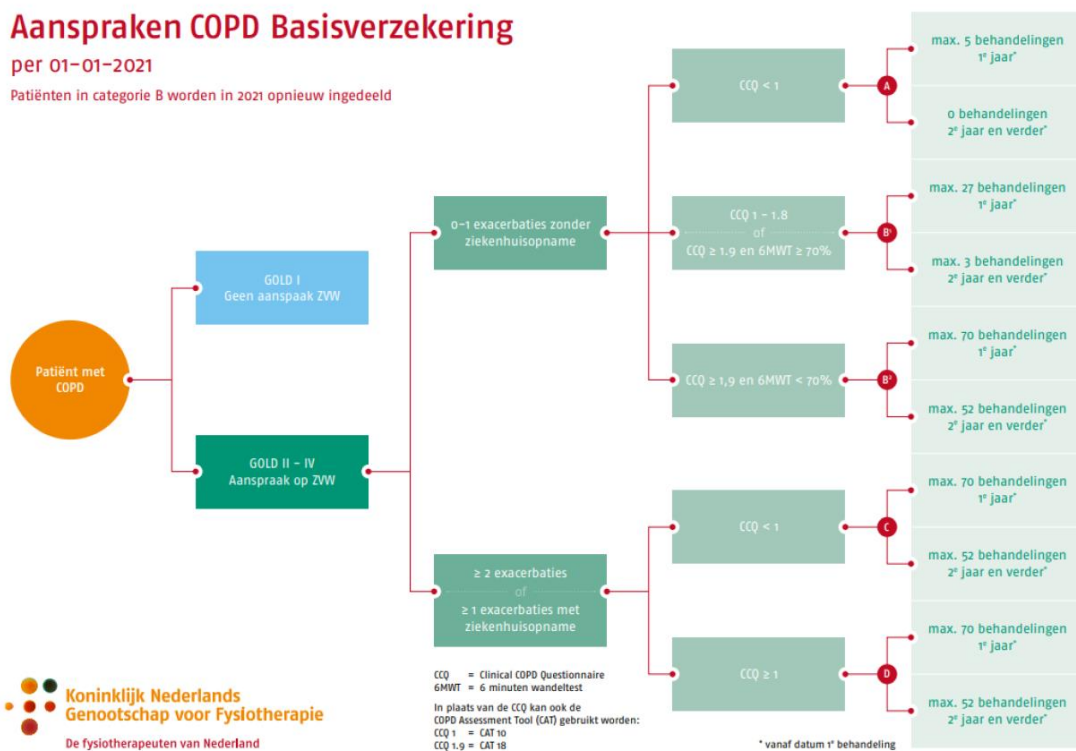 Aanspraken COPD Basisverzekering
per 01-01-2021
Patiënten in categorie B worden in 2021 opnieuw ingedeeld
Patiënt met
COPD
GOLD I
Geen aanspaak ZVW
GOLD II - IV
Aanspraak op ZVW
0-1 exacerbaties zonder
ziekenhuisopname
≥ 2 exacerbaties
of
≥ 1 exacerbaties met
ziekenhuisopname
CCQ < 1
CCQ 1 - 1.8
of
CCQ ≥ 1.9 en 6MWT ≥ 70%
CCQ ≥ 1,9 en 6MWT < 70%
CCQ < 1
CCQ ≥ 1
A
B¹
B²
C
D
max. 5 behandelingen
1ᵉ jaar*
0 behandelingen
2ᵉ jaar en verder*
max. 27 behandelingen
1ᵉ jaar*
max. 3 behandelingen
2ᵉ jaar en verder*
max. 70 behandelingen
1ᵉ jaar*
max. 52 behandelingen
2ᵉ jaar en verder*
max. 70 behandelingen
1ᵉ jaar*
max. 52 behandelingen
2ᵉ jaar en verder*
max. 70 behandelingen
1ᵉ jaar*
max. 52 behandelingen
2ᵉ jaar en verder*
Koninklijk Nederlands
Genootschap voor Fysiotherapie
De fysiotherapeuten van Nederland
CCQ = Clinical COPD Questionnaire
6MWT = 6 minuten wandeltest
In plaats van de CCQ kan ook de
COPD Assessment Tool (CAT) gebruikt worden:
CCQ 1 = CAT 10
CCQ 1.9 = CAT 18
* vanaf datum 1ᵉ behandeling